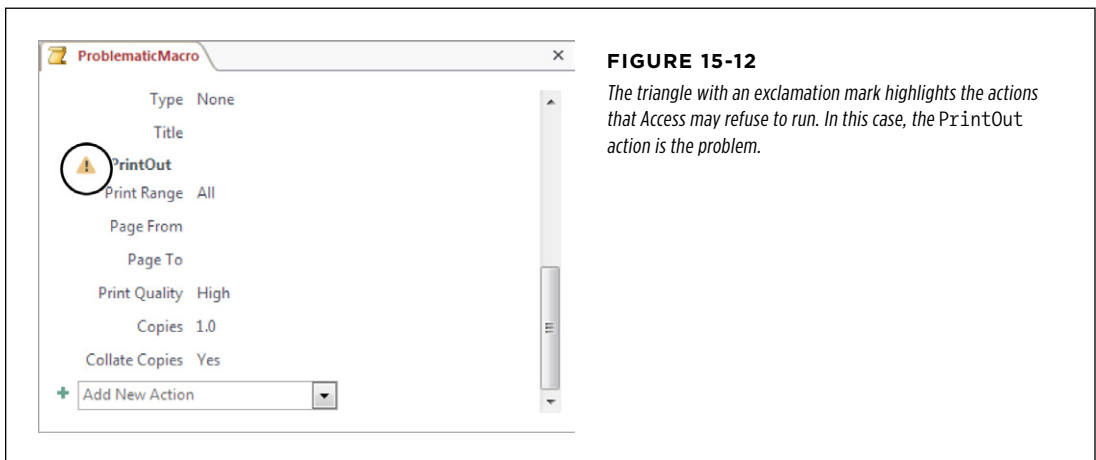 ProblematicMacro
Type None
Title
PrintOut
Print Range All
Page From
Page To
Print Quality High
Copies 1.0
Collate Copies Yes
Add New Action
FIGURE 15-12
The triangle with an exclamation mark highlights the actions
that Access may refuse to run. In this case, the PrintOut
action is the problem.